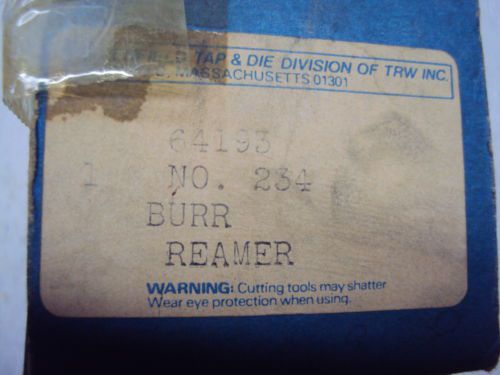 TAP & DIE DIVISION OF TRW INC.
MASSACHUSETTS 01301
64193
1 NO. 234
BURR
REAMER
WARNING: Cutting tools may shatter
Wear eye protection when using.